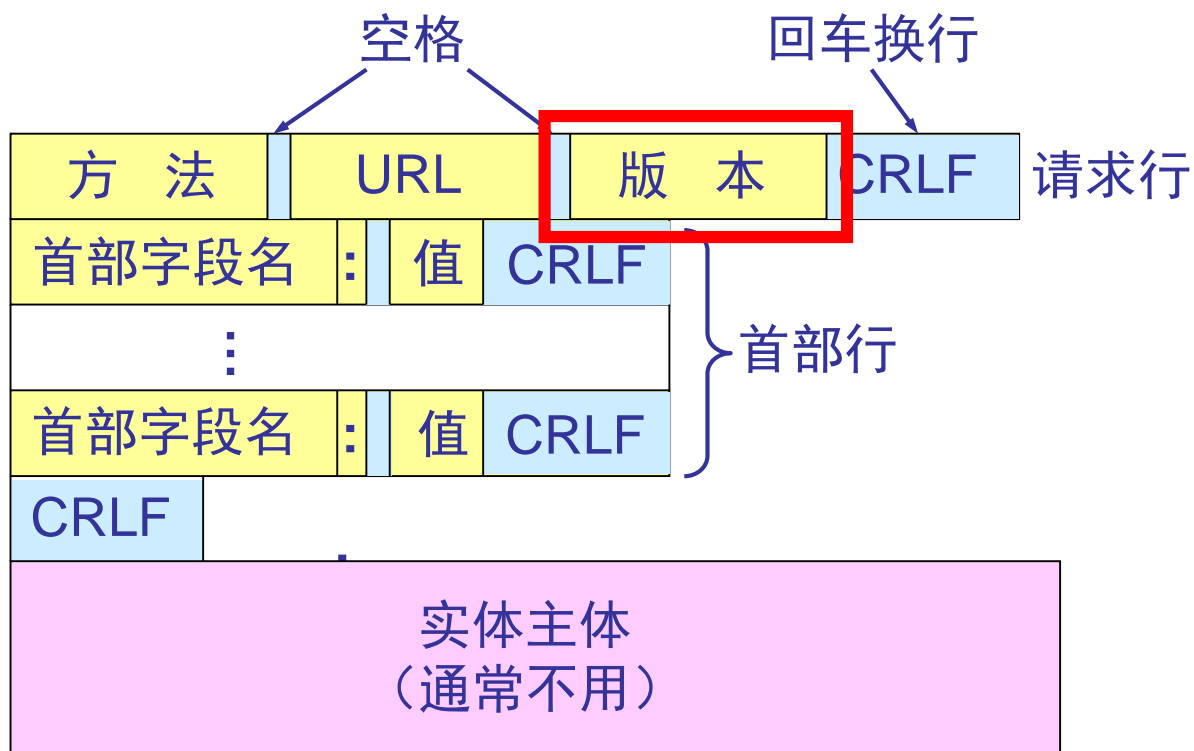 空格 回车换行
方 法 URL 版 本 CRLF 请求行
首部字段名 : 值 CRLF
⋮ 首部行
首部字段名 : 值 CRLF
CRLF
实体主体
（通常不用）